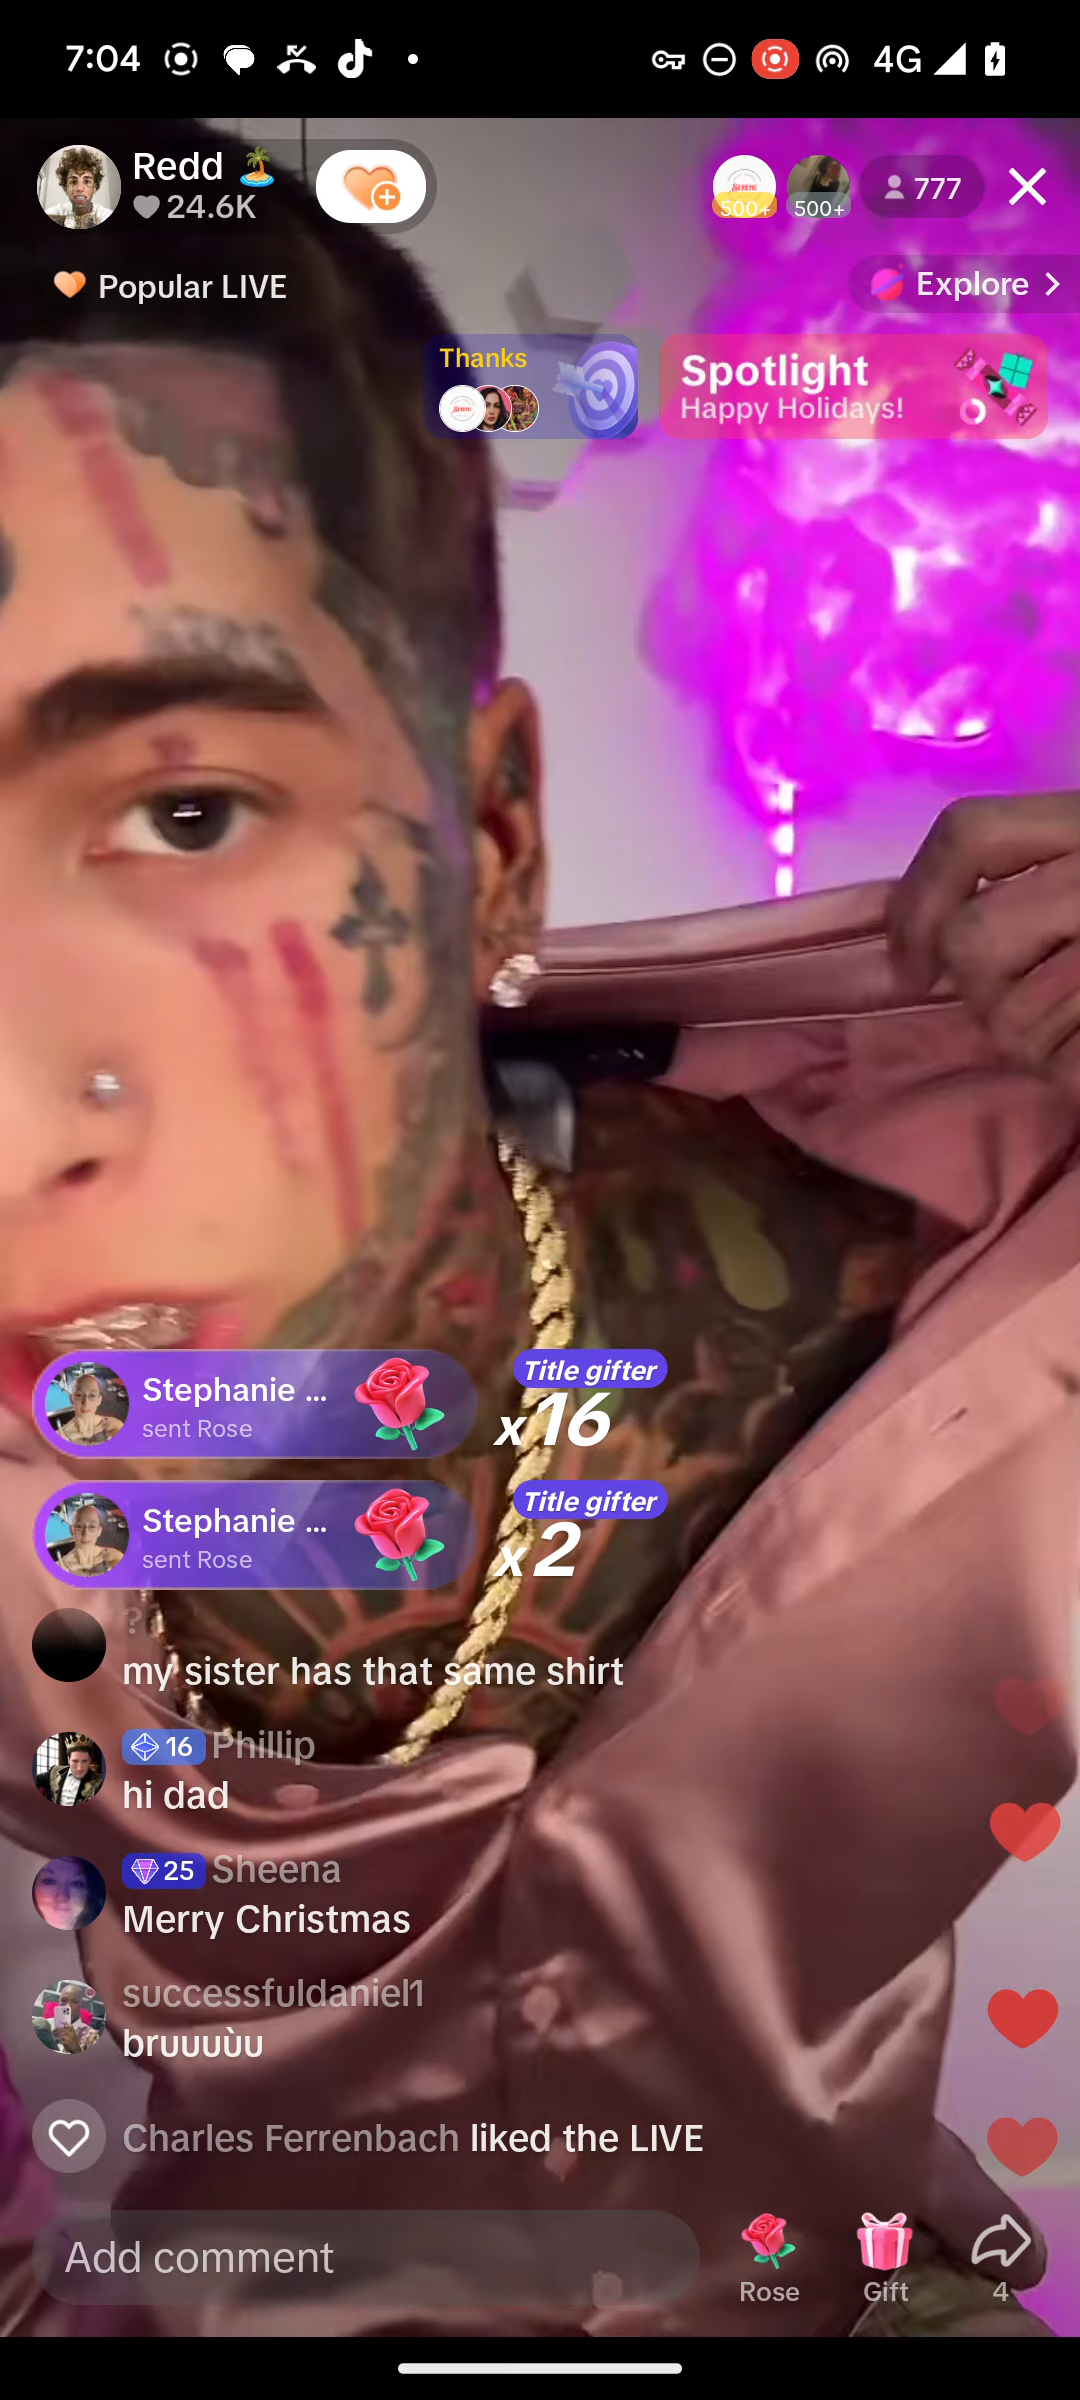 7:04
4G
Redd 🏝️
24.6K
500+
500+
777
Popular LIVE
Explore
Thanks
Spotlight
Happy Holidays!
Stephanie ...
sent Rose
Title gifter
x16
Stephanie ...
sent Rose
Title gifter
x2
?
my sister has that same shirt
16 Phillip
hi dad
25 Sheena
Merry Christmas
successfuldaniel1
bruuuùu
Charles Ferrenbach liked the LIVE
Add comment
Rose
Gift
4